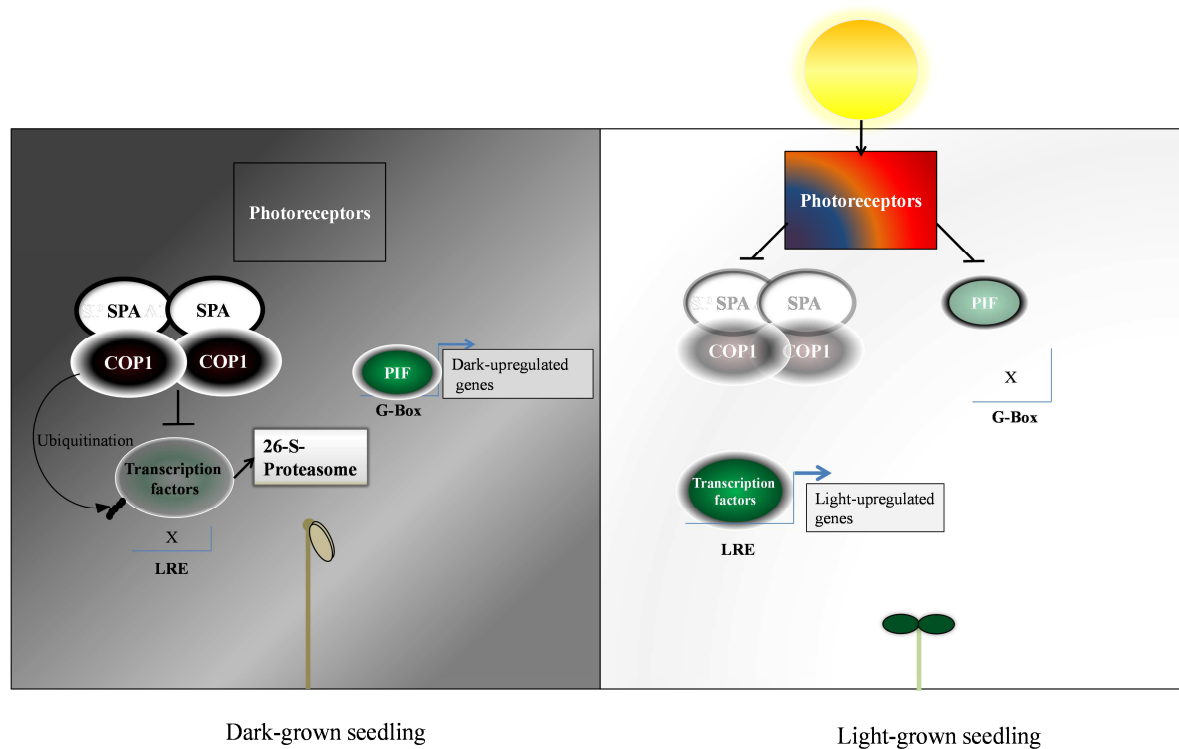 Photoreceptors
SPA
SPA
COP1
COP1
PIF
Dark-upregulated
genes
G-Box
Ubiquitination
Transcription
factors
26-S-
Proteasome
X
LRE
Dark-grown seedling
Photoreceptors
SPA
SPA
COP1
COP1
PIF
X
G-Box
Transcription
factors
Light-upregulated
genes
LRE
Light-grown seedling